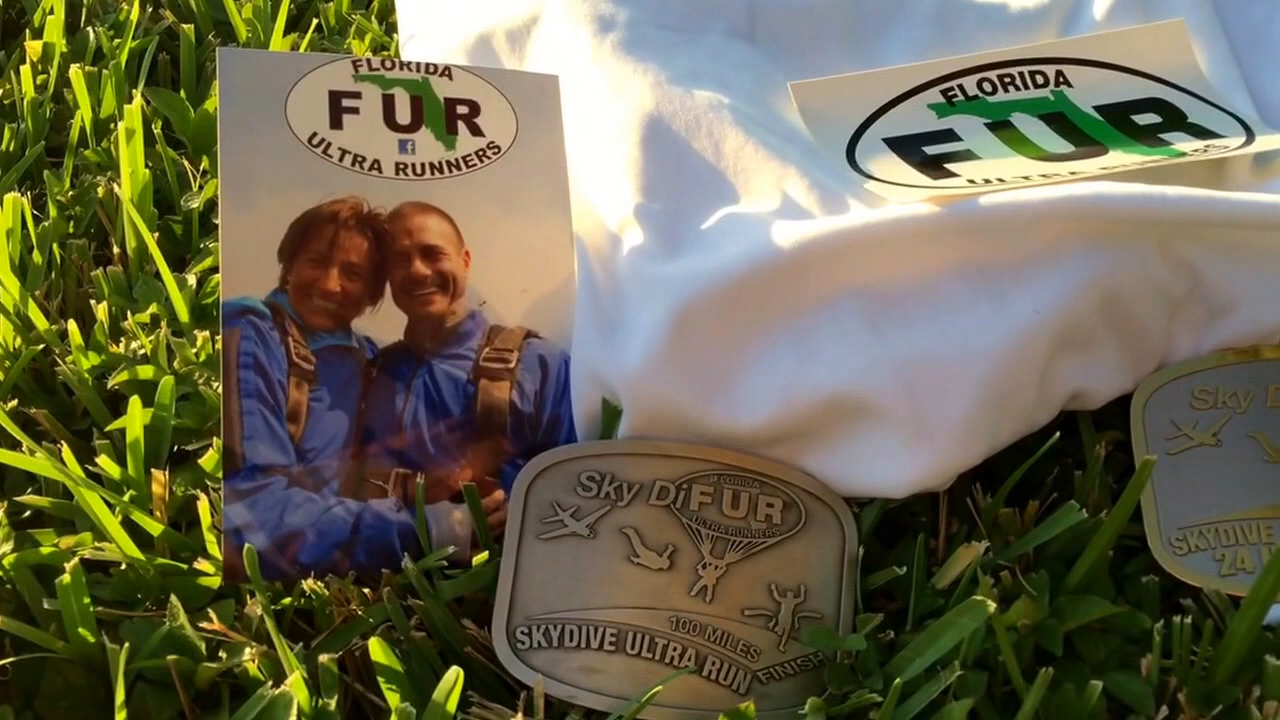 FLORIDA
FUR
ULTRA RUNNERS
FLORIDA
FUR
ULTRA RUNNERS
Sky DiFUR
FLORIDA
ULTRA RUNNERS
100 MILES
SKYDIVE ULTRA RUN
FINISH
Sky
SKYDIVE
24